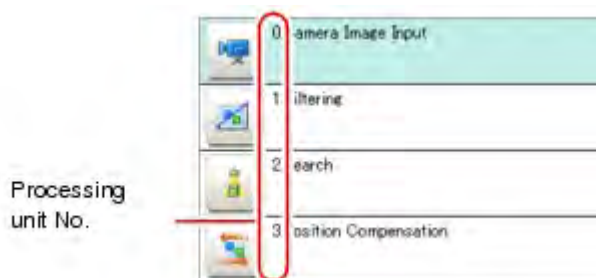 0 amera Image Input
1 iltering
2 earch
3 osition Compensation
Processing
unit No.